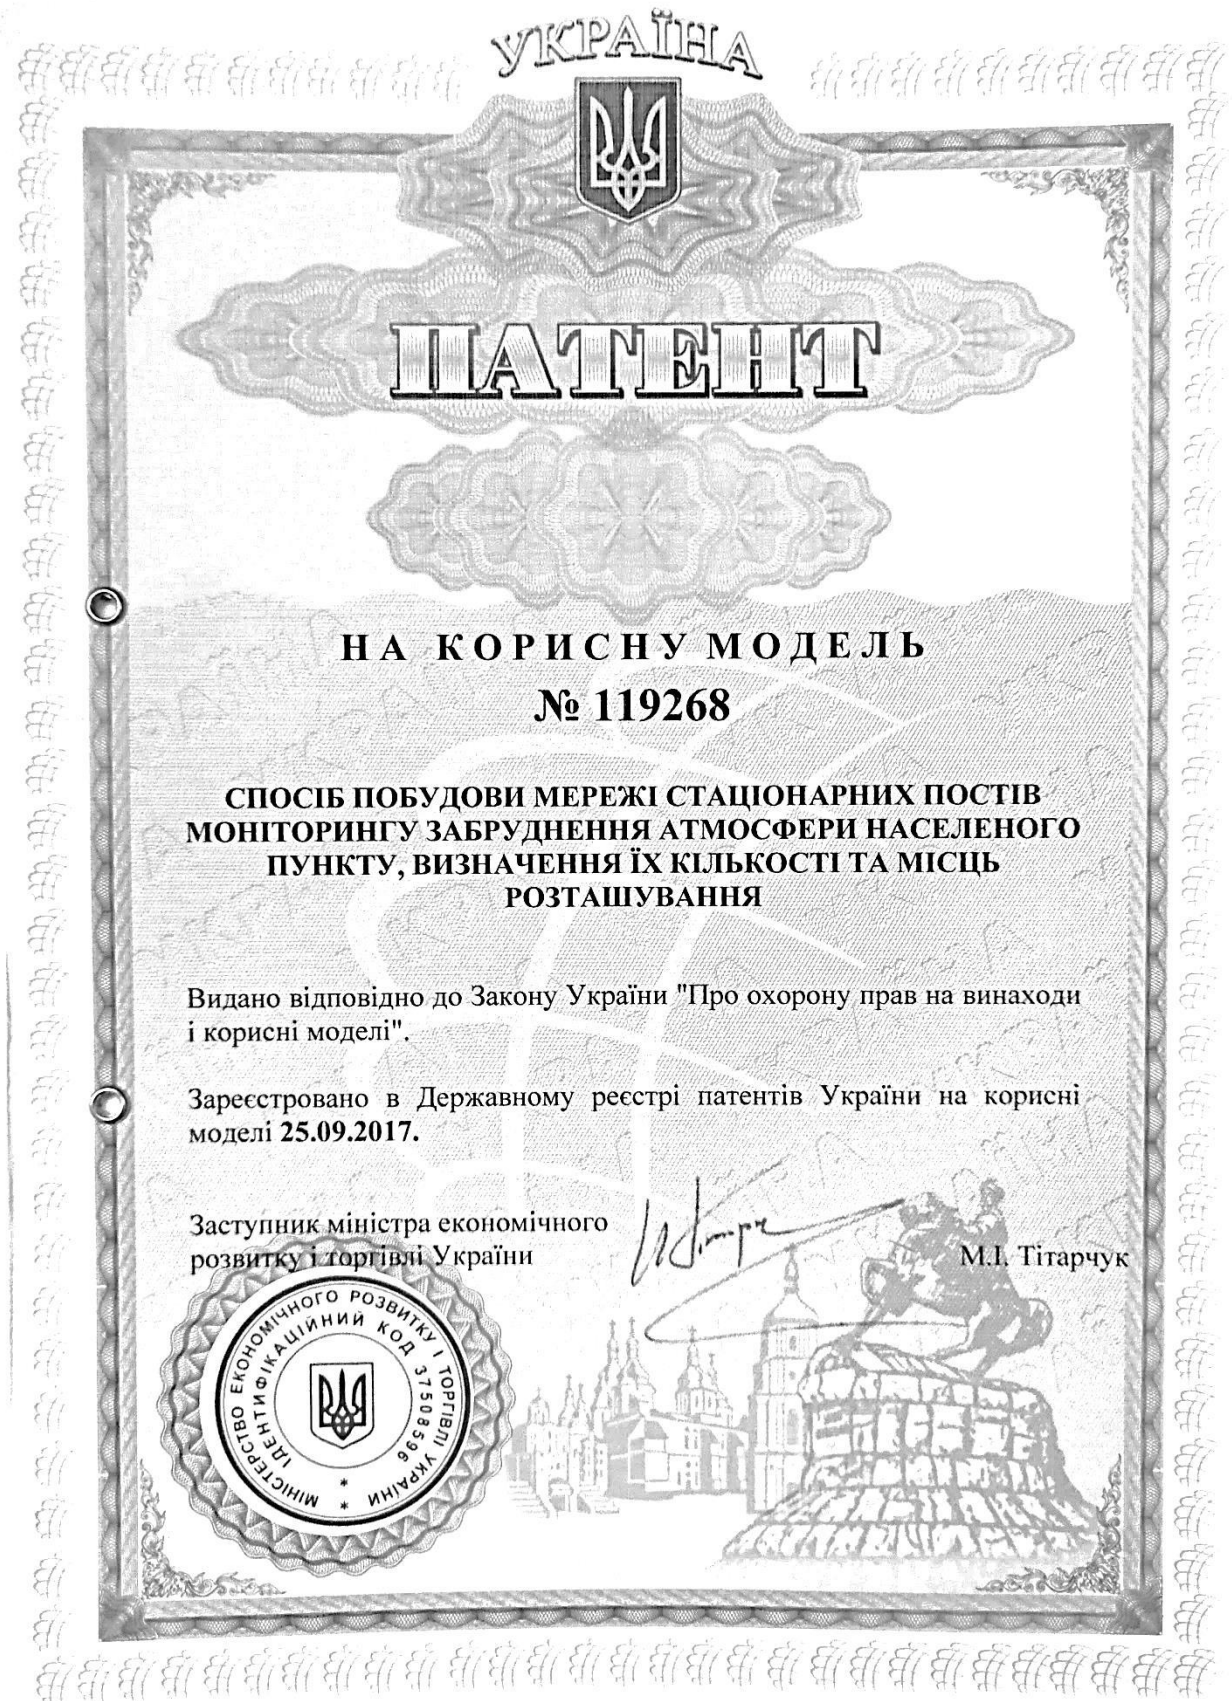 УКРАЇНА
ПАТЕНТ
НА КОРИСНУ МОДЕЛЬ
№ 119268
СПОСІБ ПОБУДОВИ МЕРЕЖІ СТАЦІОНАРНИХ ПОСТІВ
МОНІТОРИНГУ ЗАБРУДНЕННЯ АТМОСФЕРИ НАСЕЛЕНОГО
ПУНКТУ, ВИЗНАЧЕННЯ ЇХ КІЛЬКОСТІ ТА МІСЦЬ
РОЗТАШУВАННЯ
Видано відповідно до Закону України "Про охорону прав на винаходи
і корисні моделі".
Зареєстровано в Державному реєстрі патентів України на корисні
моделі 25.09.2017.
Заступник міністра економічного
розвитку і торгівлі України
М.І. Тітарчук
МІНІСТЕРСТВО ЕКОНОМІЧНОГО РОЗВИТКУ І ТОРГІВЛІ УКРАЇНИ *
ІДЕНТИФІКАЦІЙНИЙ КОД 37508596 *